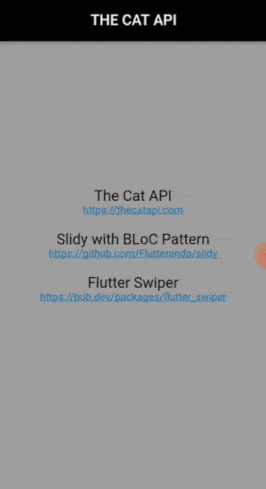 THE CAT API
The Cat API
https://thecatapi.com
Slidy with BLoC Pattern
https://github.com/Flutterando/slidy
Flutter Swiper
https://pub.dev/packages/flutter_swiper